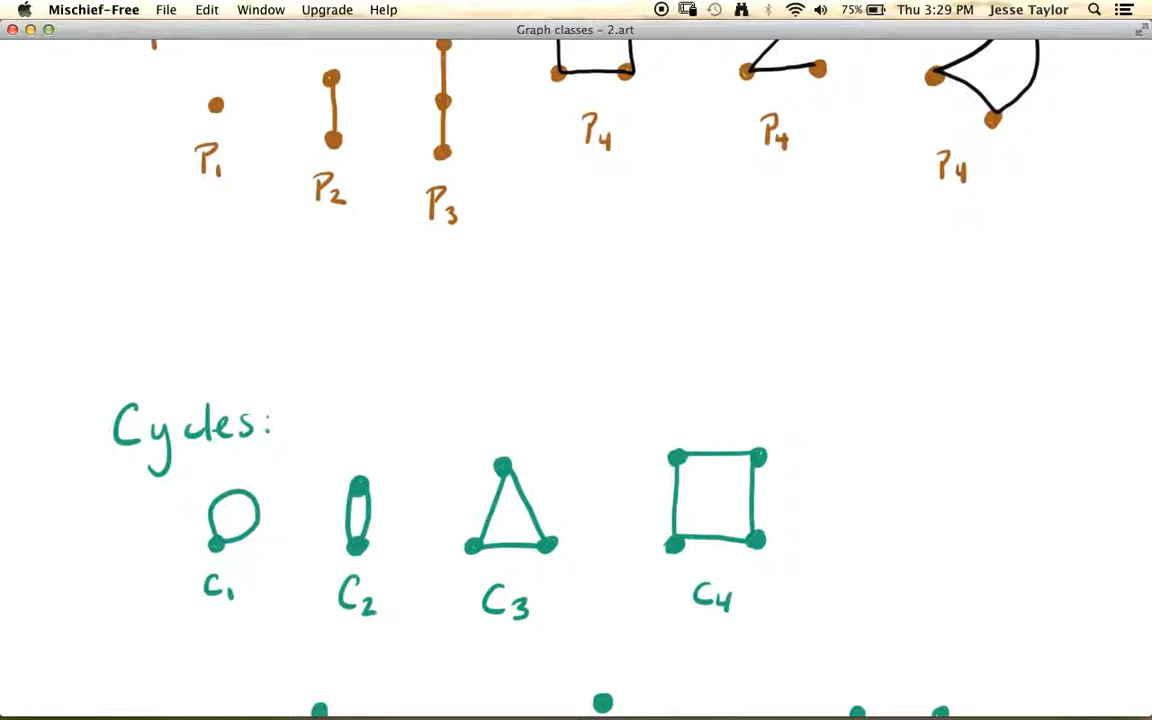 Mischief-Free File Edit Window Upgrade Help 75% Thu 3:29 PM Jesse Taylor
Graph classes - 2.art
P1 P2 P3 P4 P4 P4
Cycles:
C1 C2 C3 C4